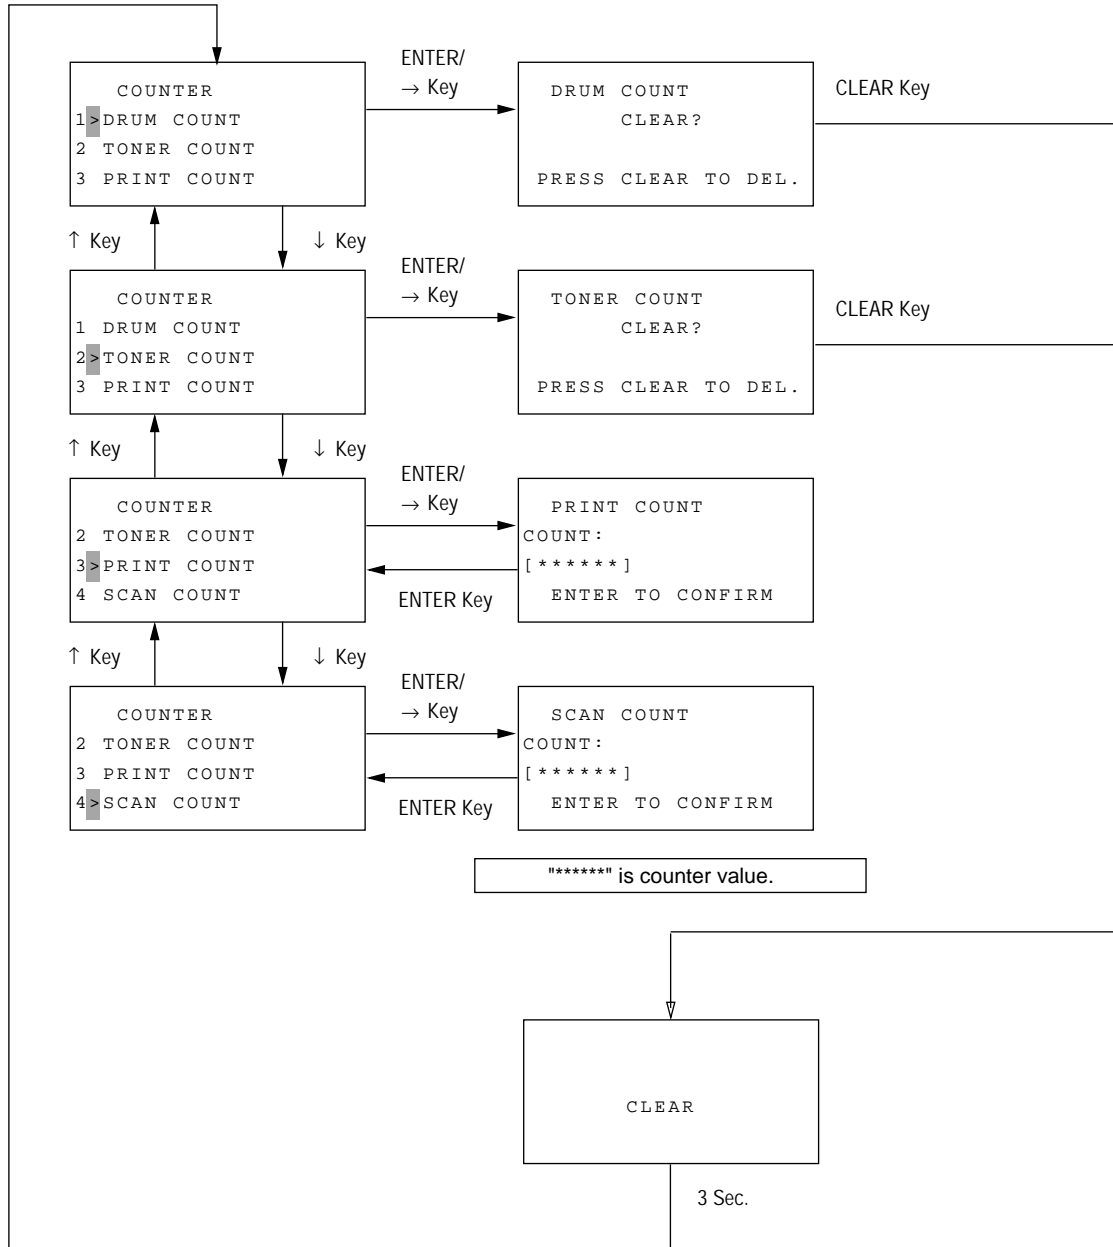 COUNTER
1>DRUM COUNT
2 TONER COUNT
3 PRINT COUNT
ENTER/
→ Key
DRUM COUNT
CLEAR?
PRESS CLEAR TO DEL.
CLEAR Key
↑ Key
↓ Key
COUNTER
1 DRUM COUNT
2>TONER COUNT
3 PRINT COUNT
ENTER/
→ Key
TONER COUNT
CLEAR?
PRESS CLEAR TO DEL.
CLEAR Key
↑ Key
↓ Key
COUNTER
2 TONER COUNT
3>PRINT COUNT
4 SCAN COUNT
ENTER/
→ Key
ENTER Key
PRINT COUNT
COUNT:
[******]
ENTER TO CONFIRM
↑ Key
↓ Key
COUNTER
2 TONER COUNT
3 PRINT COUNT
4>SCAN COUNT
ENTER/
→ Key
ENTER Key
SCAN COUNT
COUNT:
[******]
ENTER TO CONFIRM
"******" is counter value.
CLEAR
3 Sec.